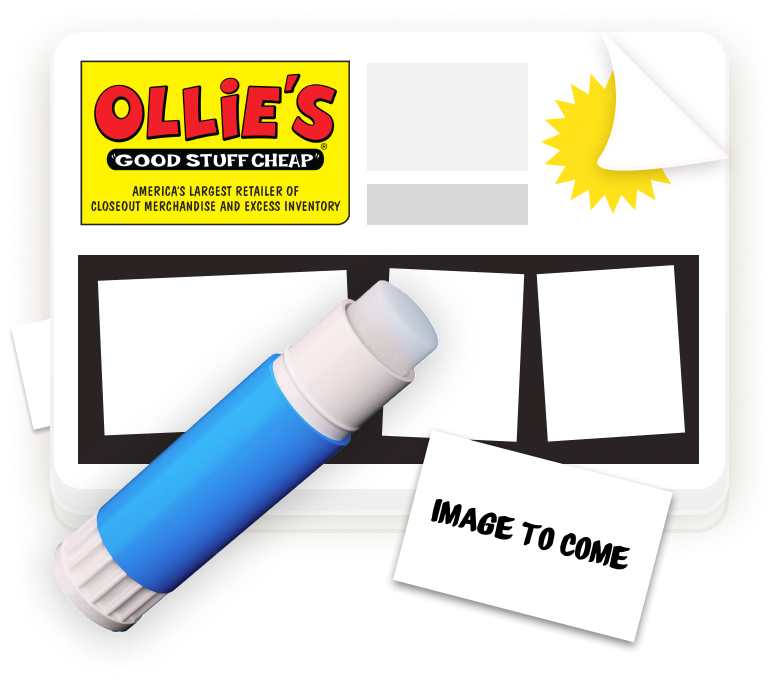 OLLiE'S®
"GOOD STUFF CHEAP"
AMERICA'S LARGEST RETAILER OF
CLOSEOUT MERCHANDISE AND EXCESS INVENTORY
IMAGE TO COME